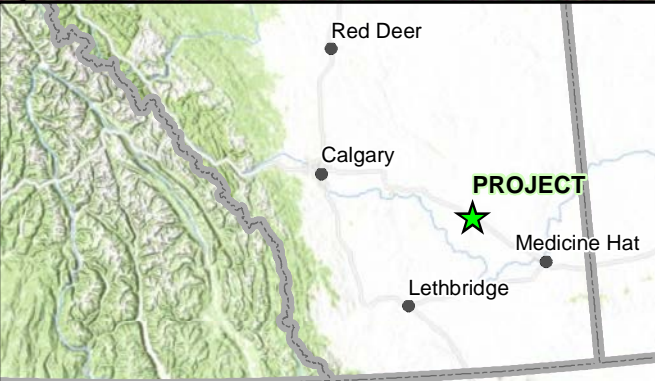 Red Deer
Calgary
PROJECT
Medicine Hat
Lethbridge